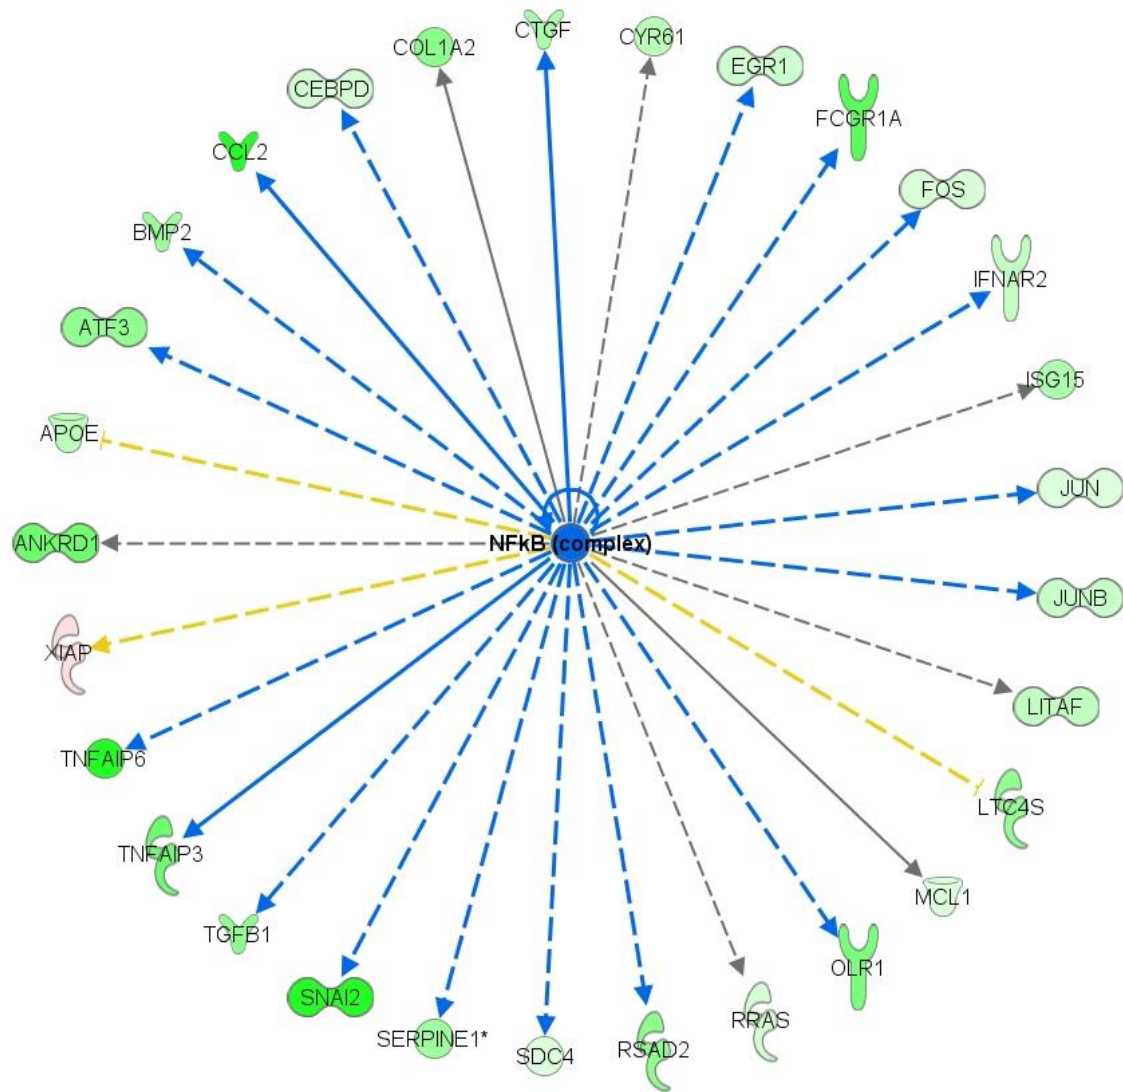 CTGF
COL1A2
CYR61
EGR1
CEBPD
FCGR1A
CCL2
FOS
BMP2
IFNAR2
ATF3
ISG15
APOE
JUN
ANKRD1
NFkB (complex)
JUNB
XIAP
LITAF
TNFAIP6
LTC4S
TNFAIP3
MCL1
TGFB1
OLR1
SNAI2
RRAS
SERPINE1*
SDC4
RSAD2